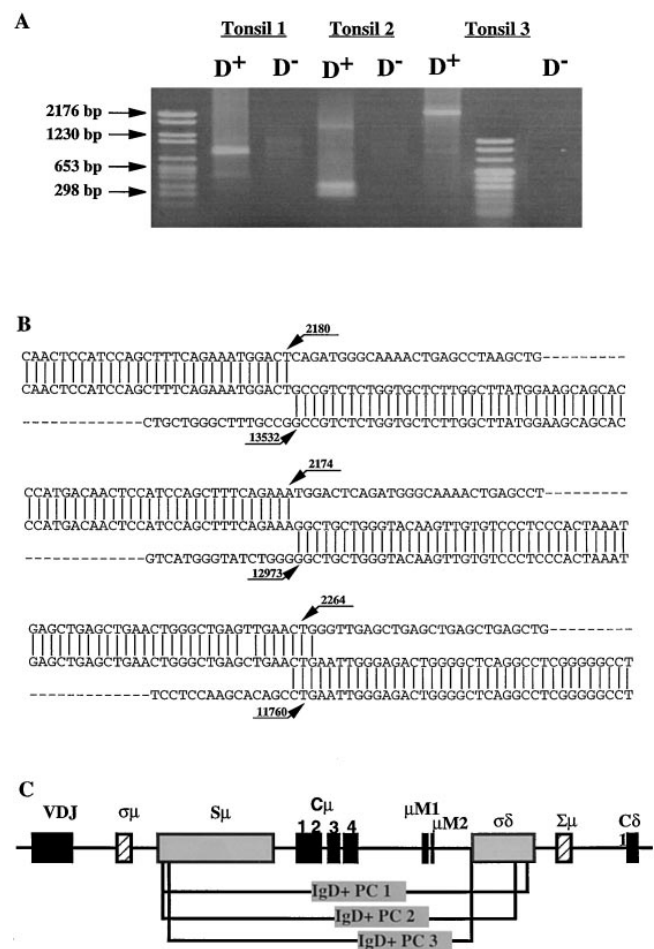 A
Tonsil 1 Tonsil 2 Tonsil 3
D+ D- D+ D- D+ D-
2176 bp
1230 bp
653 bp
298 bp
B
2180
CAACTCCATCCAGCTTTCAGAAATGGACTCAGATGGGCAAAACTGAGCCTAAGCTG---------
CAACTCCATCCAGCTTTCAGAAATGGACTGCCGTCTCTGGTGCTCTTGGCTTATGGAAGCAGCAC
-------------CTGCTGGGCTTTGCCGGCCGTCTCTGGTGCTCTTGGCTTATGGAAGCAGCAC
13532
2174
CCATGACAACTCCATCCAGCTTTCAGAAATGGACTCAGATGGGCAAAACTGAGCCT---------
CCATGACAACTCCATCCAGCTTTCAGAAAGGCTGCTGGGTACAAGTTGTGTCCCTCCCACTAAAT
-------------GTCATGGGTATCTGGGGGCTGCTGGGTACAAGTTGTGTCCCTCCCACTAAAT
12973
2264
GAGCTGAGCTGAACTGGGCTGAGTTGAACTGGGTTGAGCTGAGCTGAGCTGAGCTG---------
GAGCTGAGCTGAACTGGGCTGAGCTGAACTGAATTGGGAGACTGGGGCTCAGGCCTCGGGGGCCT
-------------TCCTCCAAGCACAGCCTGAATTGGGAGACTGGGGCTCAGGCCTCGGGGGCCT
11760
C
VDJ σμ Sμ Cμ μM1 μM2 σδ Σμ Cδ
1 2 3 4 1
IgD+ PC 1
IgD+ PC 2
IgD+ PC 3